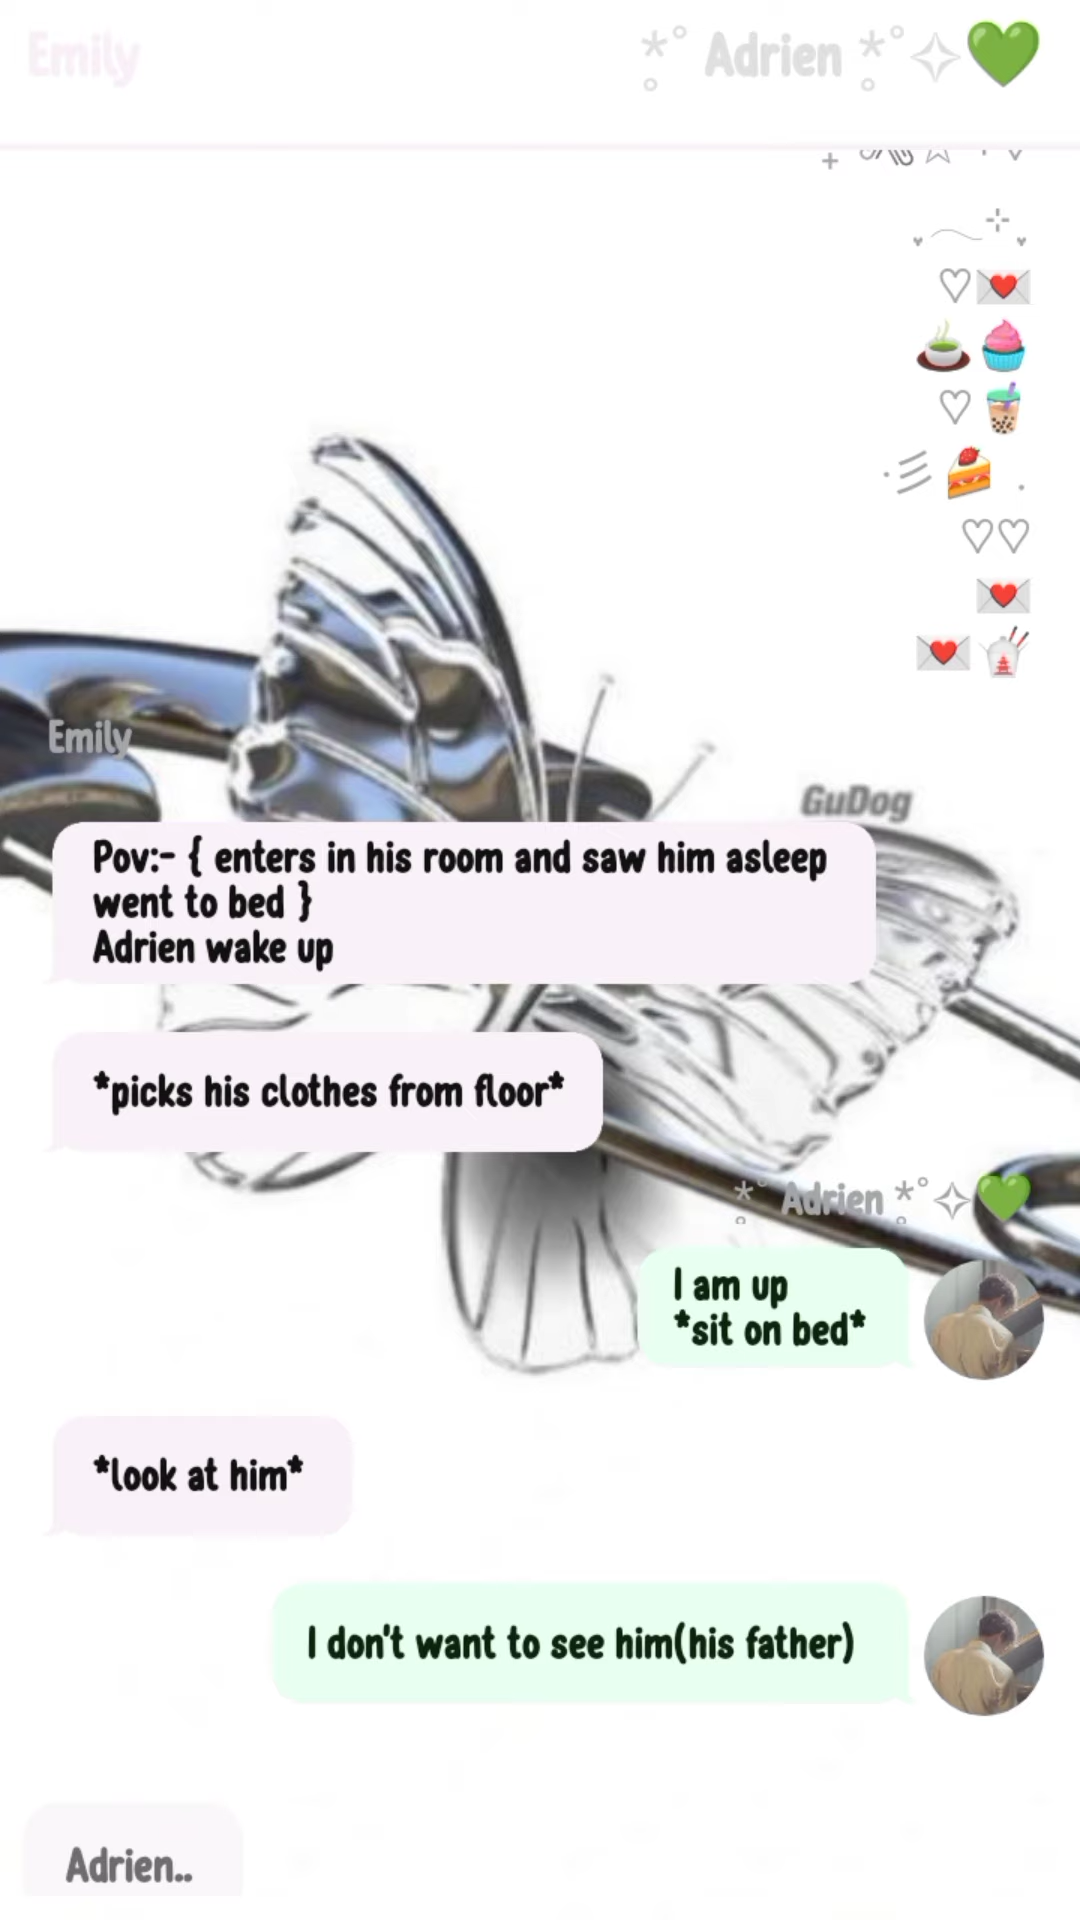 Emily
Adrien
Emily
GuDog
Pov:- { enters in his room and saw him asleep
went to bed }
Adrien wake up
*picks his clothes from floor*
Adrien
I am up
*sit on bed*
*look at him*
I don't want to see him(his father)
Adrien..